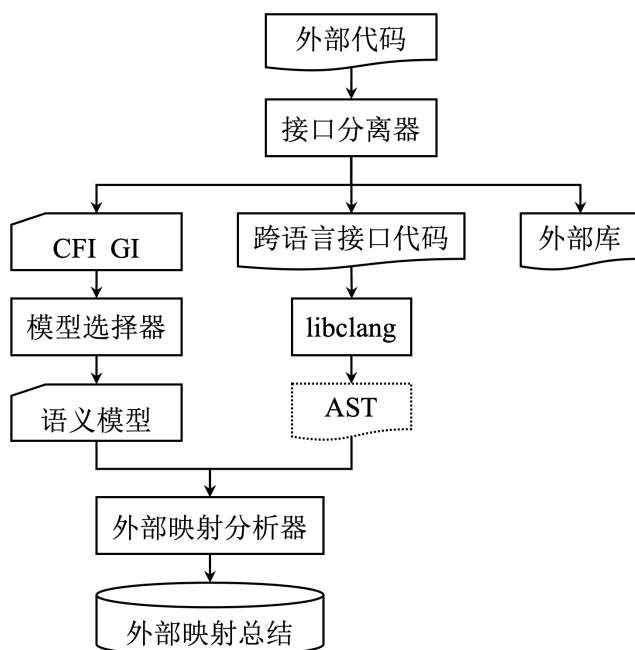 外部代码
接口分离器
CFI GI
跨语言接口代码
外部库
模型选择器
libclang
语义模型
AST
外部映射分析器
外部映射总结